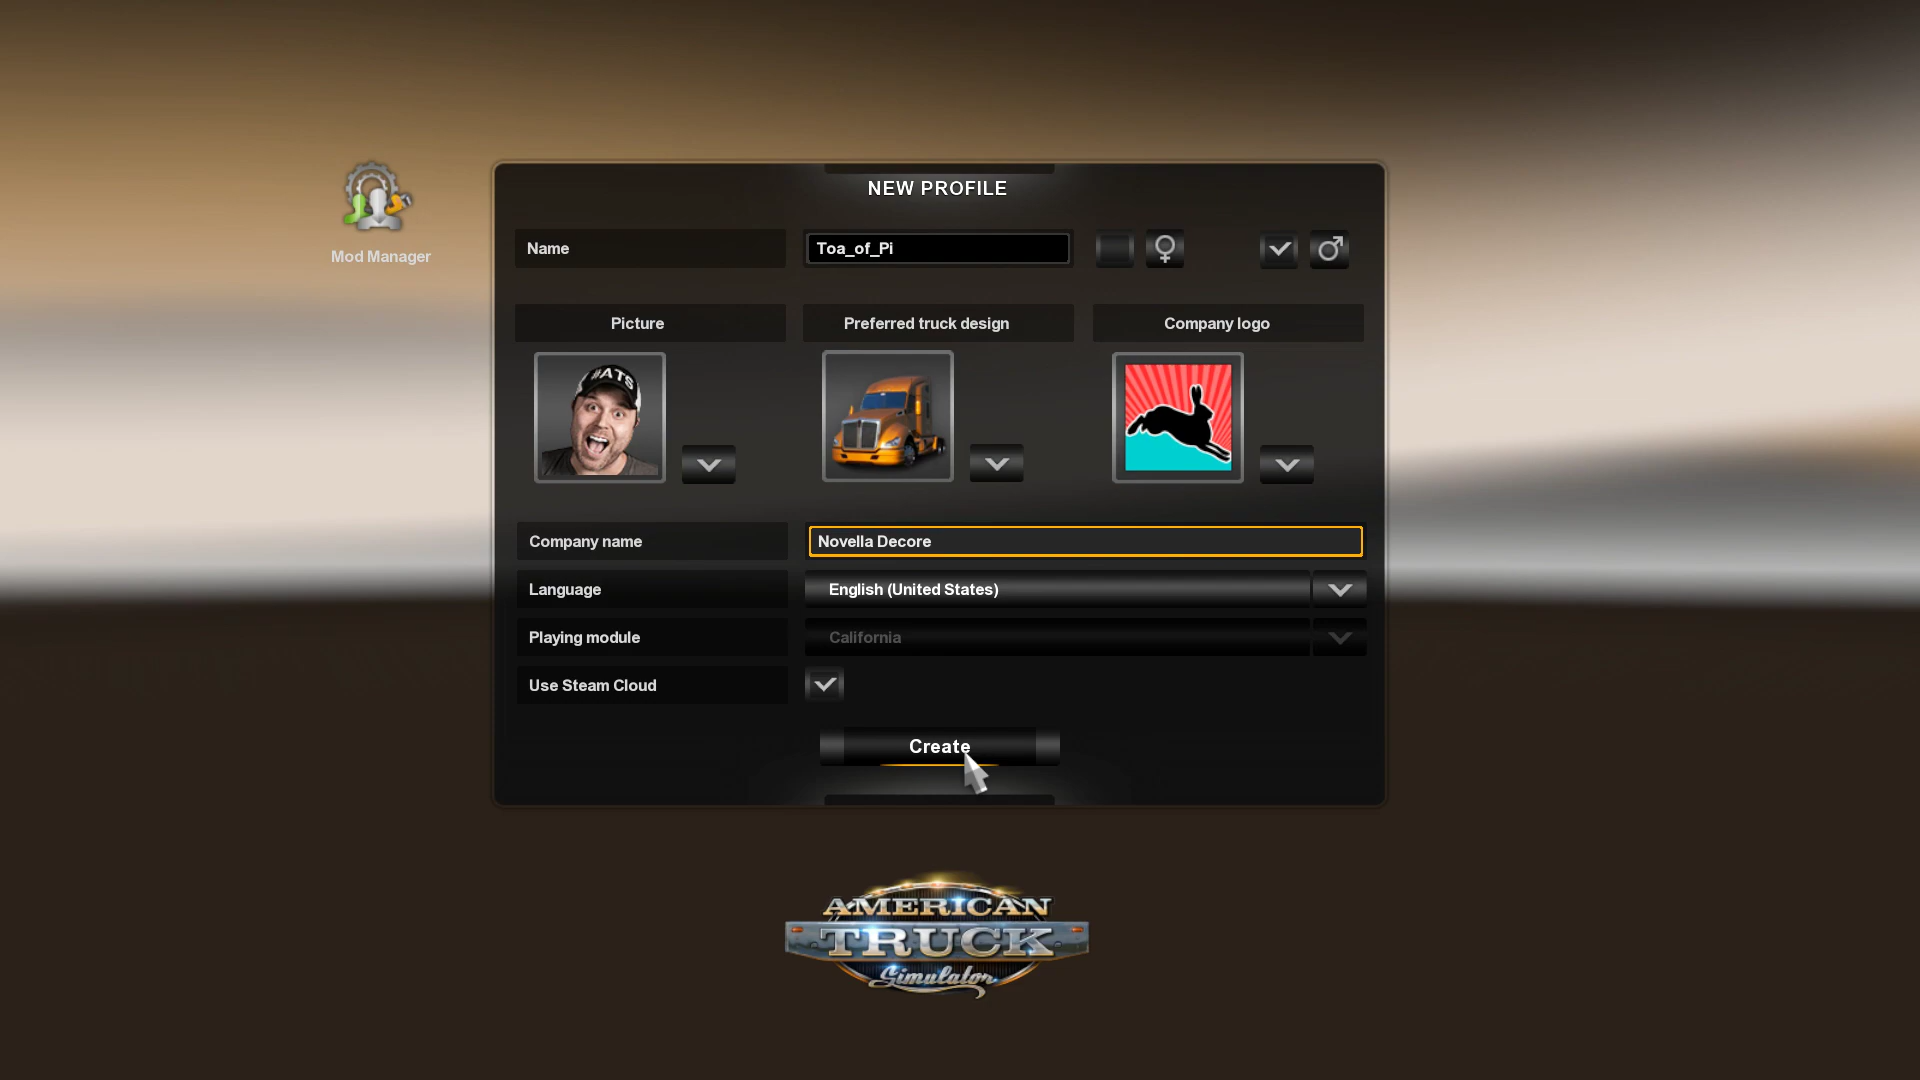 Mod Manager
NEW PROFILE
Name
Toa_of_Pi
Picture
Preferred truck design
Company logo
#ATS
Company name
Novella Decore
Language
English (United States)
Playing module
California
Use Steam Cloud
Create
AMERICAN
TRUCK
Simulator